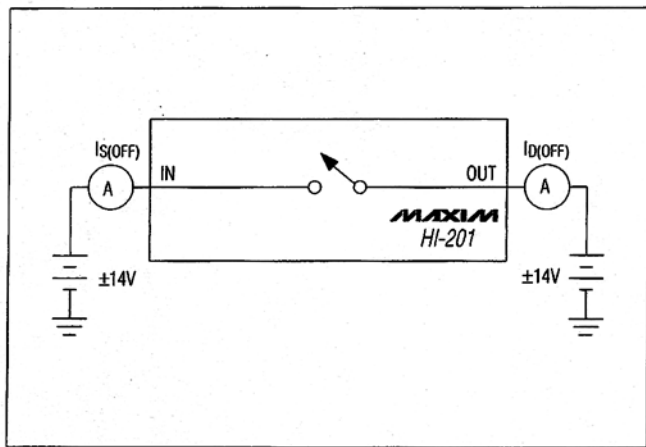 IS(OFF)
ID(OFF)
A
IN
OUT
A
MAXIM
HI-201
±14V
±14V